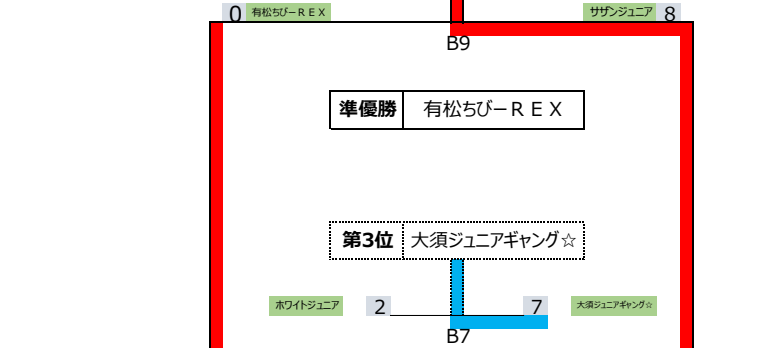 0 有松ちびーＲＥＸ サザンジュニア 8
B9
準優勝 有松ちびーＲＥＸ
第3位 大須ジュニアギャング☆
ホワイトジュニア 2 7 大須ジュニアギャング☆
B7